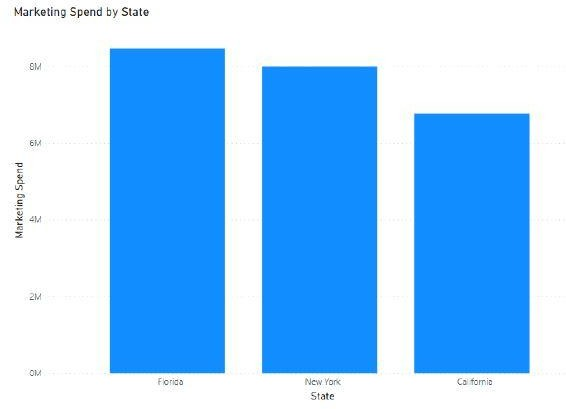 Marketing Spend by State
8M
6M
4M
2M
0M
Marketing Spend
Florida New York California
State